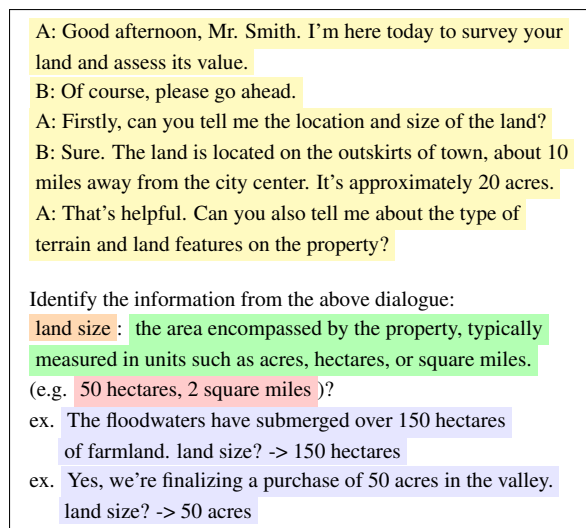 A: Good afternoon, Mr. Smith. I'm here today to survey your
land and assess its value.
B: Of course, please go ahead.
A: Firstly, can you tell me the location and size of the land?
B: Sure. The land is located on the outskirts of town, about 10
miles away from the city center. It's approximately 20 acres.
A: That's helpful. Can you also tell me about the type of
terrain and land features on the property?
Identify the information from the above dialogue:
land size : the area encompassed by the property, typically
measured in units such as acres, hectares, or square miles.
(e.g. 50 hectares, 2 square miles )?
ex. The floodwaters have submerged over 150 hectares
of farmland. land size? -> 150 hectares
ex. Yes, we're finalizing a purchase of 50 acres in the valley.
land size? -> 50 acres